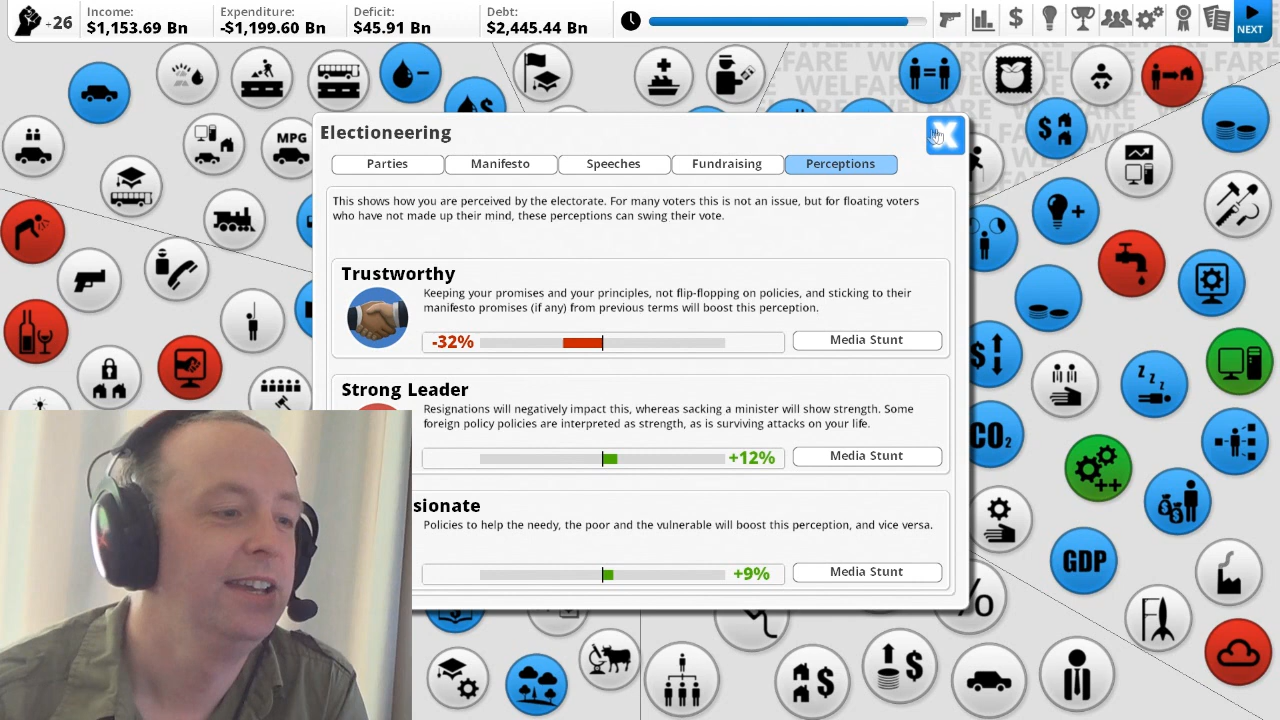 +26
Income:
$1,153.69 Bn
Expenditure:
-$1,199.60 Bn
Deficit:
$45.91 Bn
Debt:
$2,445.44 Bn
NEXT
WELFARE
WELFARE
WELFARE
MPG
Electioneering
X
Parties
Manifesto
Speeches
Fundraising
Perceptions
This shows how you are perceived by the electorate. For many voters this is not an issue, but for floating voters
who have not made up their mind, these perceptions can swing their vote.
Trustworthy
Keeping your promises and your principles, not flip-flopping on policies, and sticking to their
manifesto promises (if any) from previous terms will boost this perception.
-32%
Media Stunt
Strong Leader
Resignations will negatively impact this, whereas sacking a minister will show strength. Some
foreign policy policies are interpreted as strength, as is surviving attacks on your life.
+12%
Media Stunt
sionate
Policies to help the needy, the poor and the vulnerable will boost this perception, and vice versa.
+9%
Media Stunt
zzz
CO2
GDP
%